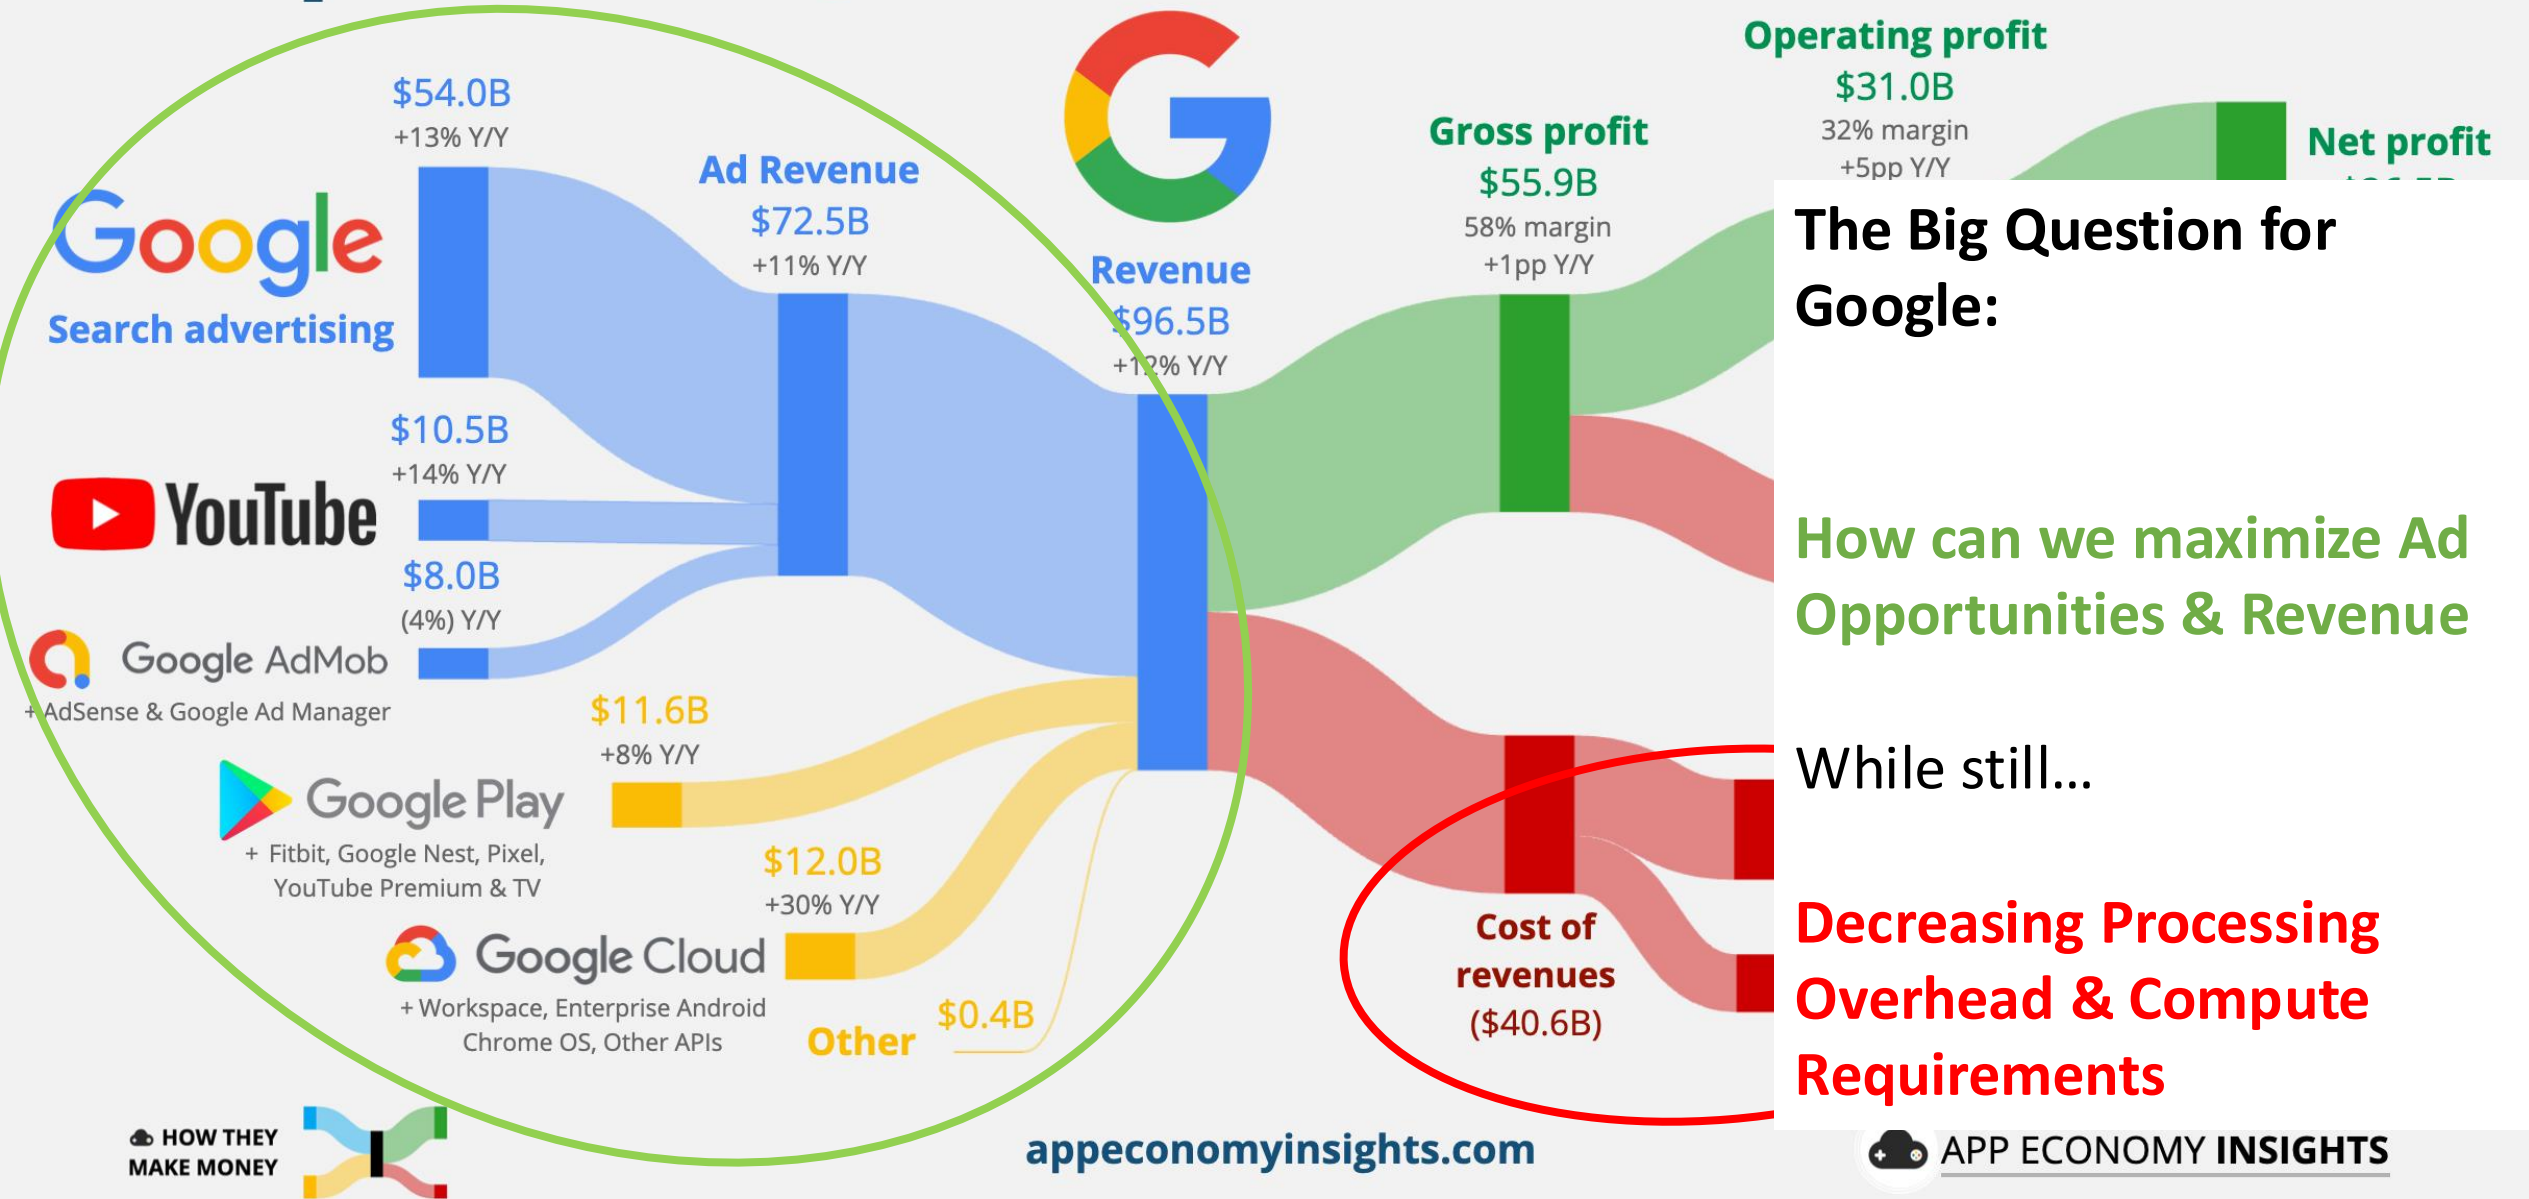 $54.0B
+13% Y/Y
Google
Search advertising
$10.5B
+14% Y/Y
YouTube
$8.0B
(4%) Y/Y
Google AdMob
+ AdSense & Google Ad Manager
Ad Revenue
$72.5B
+11% Y/Y
$11.6B
+8% Y/Y
Google Play
+ Fitbit, Google Nest, Pixel,
YouTube Premium & TV
$12.0B
+30% Y/Y
Google Cloud
+ Workspace, Enterprise Android
Chrome OS, Other APIs
Other
$0.4B
Revenue
$96.5B
+12% Y/Y
Gross profit
$55.9B
58% margin
+1pp Y/Y
Operating profit
$31.0B
32% margin
+5pp Y/Y
Net profit
Cost of
revenues
($40.6B)
The Big Question for
Google:
How can we maximize Ad
Opportunities & Revenue
While still...
Decreasing Processing
Overhead & Compute
Requirements
HOW THEY
MAKE MONEY
appeconomyinsights.com
APP ECONOMY INSIGHTS